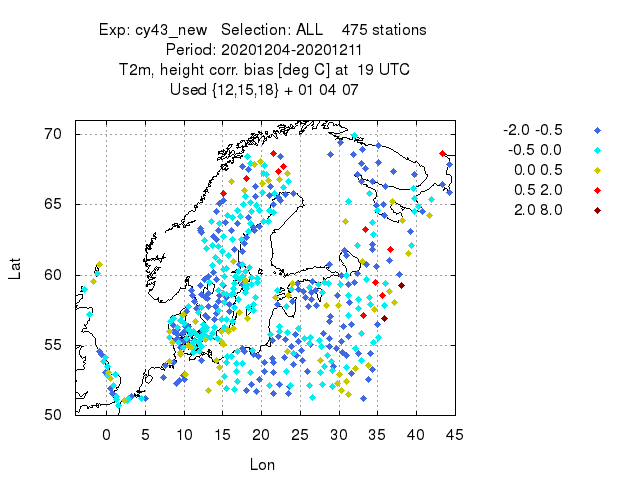 Exp: cy43_new   Selection: ALL    475 stations
Period: 20201204-20201211
T2m, height corr. bias [deg C] at  19 UTC
Used {12,15,18} + 01 04 07
-2.0 -0.5
-0.5 0.0
0.0 0.5
0.5 2.0
2.0 8.0
70
65
60
55
50
Lat
0 5 10 15 20 25 30 35 40 45
Lon